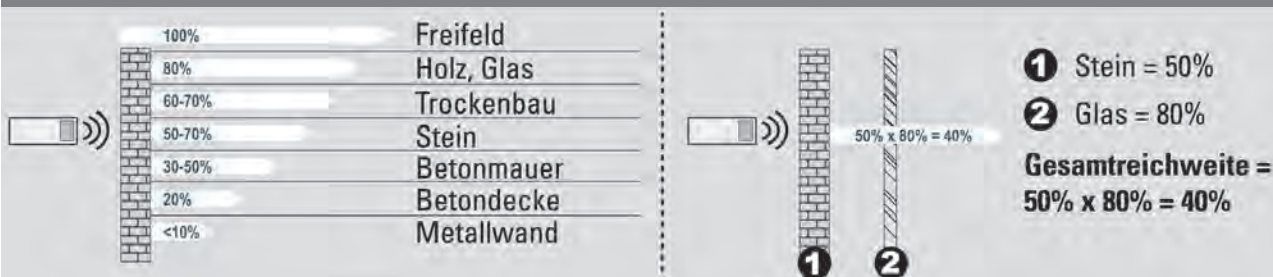 100% Freifeld
80% Holz, Glas
60-70% Trockenbau
50-70% Stein
30-50% Betonmauer
20% Betondecke
<10% Metallwand
50% x 80% = 40%
1 2
1 Stein = 50%
2 Glas = 80%
Gesamtreichweite =
50% x 80% = 40%